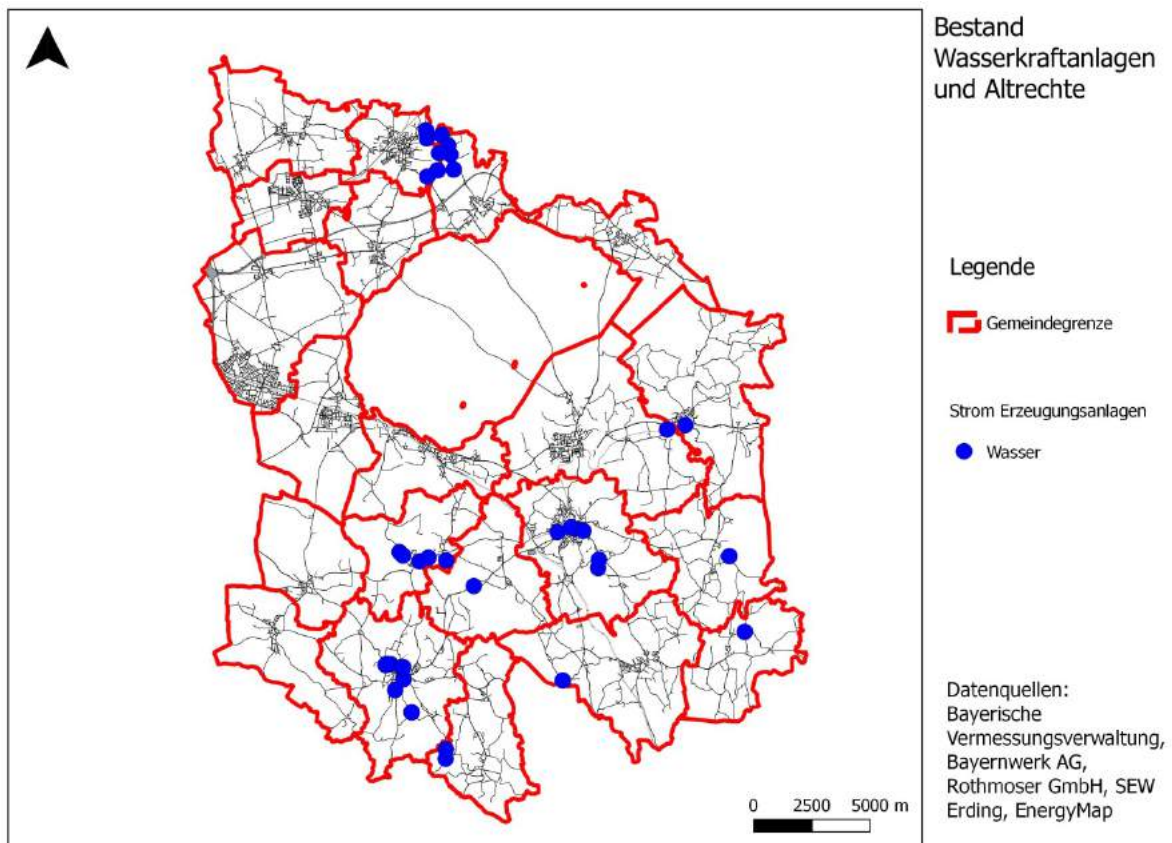 Bestand
Wasserkraftanlagen
und Altrechte
Legende
Gemeindegrenze
Strom Erzeugungsanlagen
Wasser
Datenquellen:
Bayerische
Vermessungsverwaltung,
Bayernwerk AG,
Rothmoser GmbH, SEW
Erding, EnergyMap
0 2500 5000 m